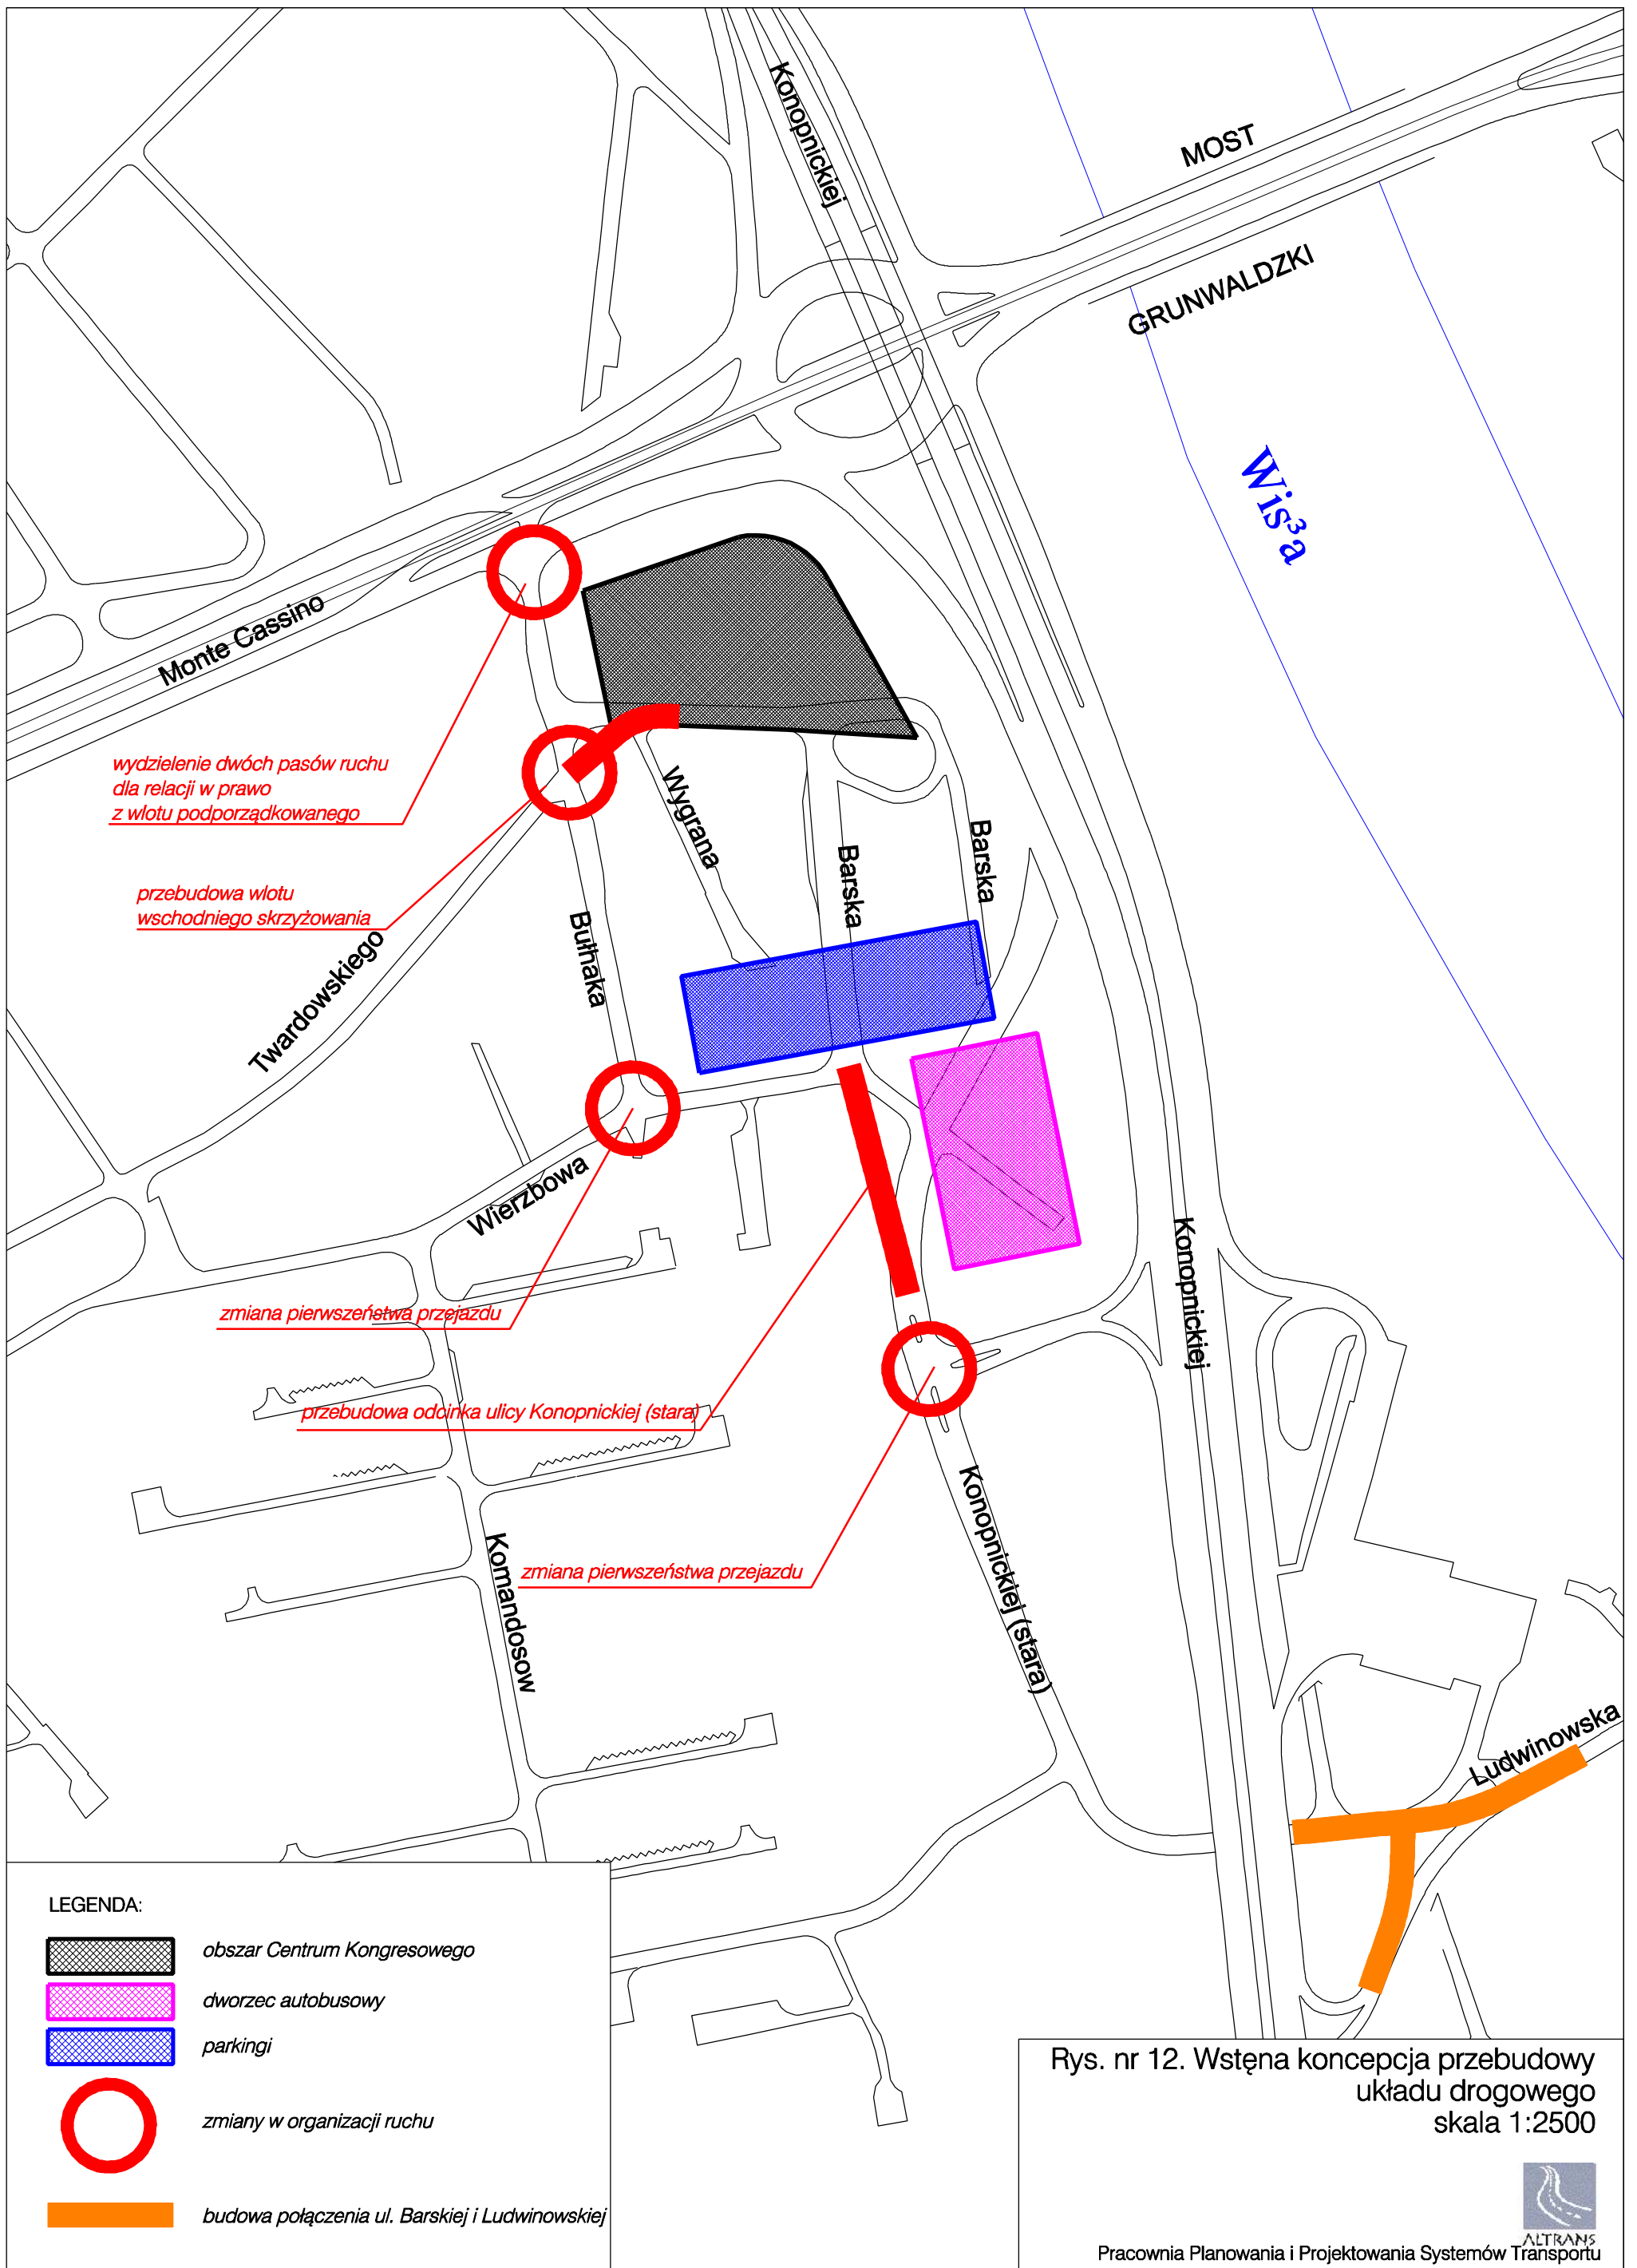 Konopnickiej
MOST
GRUNWALDZKI
Wis³a
Monte Cassino
wydzielenie dwóch pasów ruchu
dla relacji w prawo
z wlotu podporządkowanego
przebudowa wlotu
wschodniego skrzyżowania
Wygrana
Barska
Barska
Bułhaka
Twardowskiego
Wierzbowa
Konopnickiej
zmiana pierwszeństwa przejazdu
przebudowa odcinka ulicy Konopnickiej (stara)
zmiana pierwszeństwa przejazdu
Komandosow
Konopnickiej (stara)
Ludwinowska
LEGENDA:
obszar Centrum Kongresowego
dworzec autobusowy
parkingi
zmiany w organizacji ruchu
budowa połączenia ul. Barskiej i Ludwinowskiej
Rys. nr 12. Wstęna koncepcja przebudowy
układu drogowego
skala 1:2500
ALTRANS
Pracownia Planowania i Projektowania Systemów Transportu